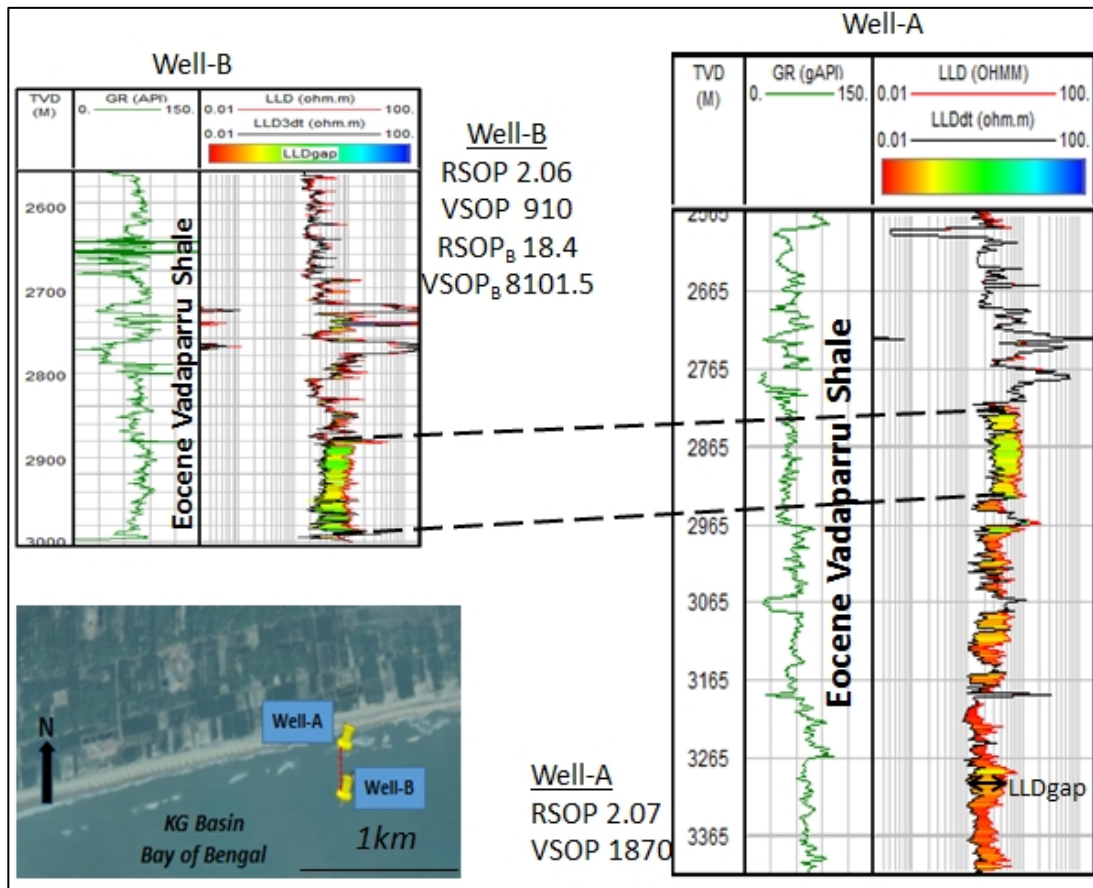 Well-B
TVD
(M)
GR (API)
0. 150.
LLD (ohm.m)
0.01 100.
LLD3dt (ohm.m)
0.01 100.
LLDgap
2600
2700
2800
2900
3000
Eocene Vadaparru Shale
Well-B
RSOP 2.06
VSOP 910
RSOPB 18.4
VSOPB 8101.5
Well-A
TVD
(M)
GR (gAPI)
0. 150.
LLD (OHMM)
0.01 100.
LLDdt (ohm.m)
0.01 100.
2565
2665
2765
2865
2965
3065
3165
3265
3365
Eocene Vadaparru Shale
LLDgap
N
Well-A
Well-B
KG Basin
Bay of Bengal
1km
Well-A
RSOP 2.07
VSOP 1870